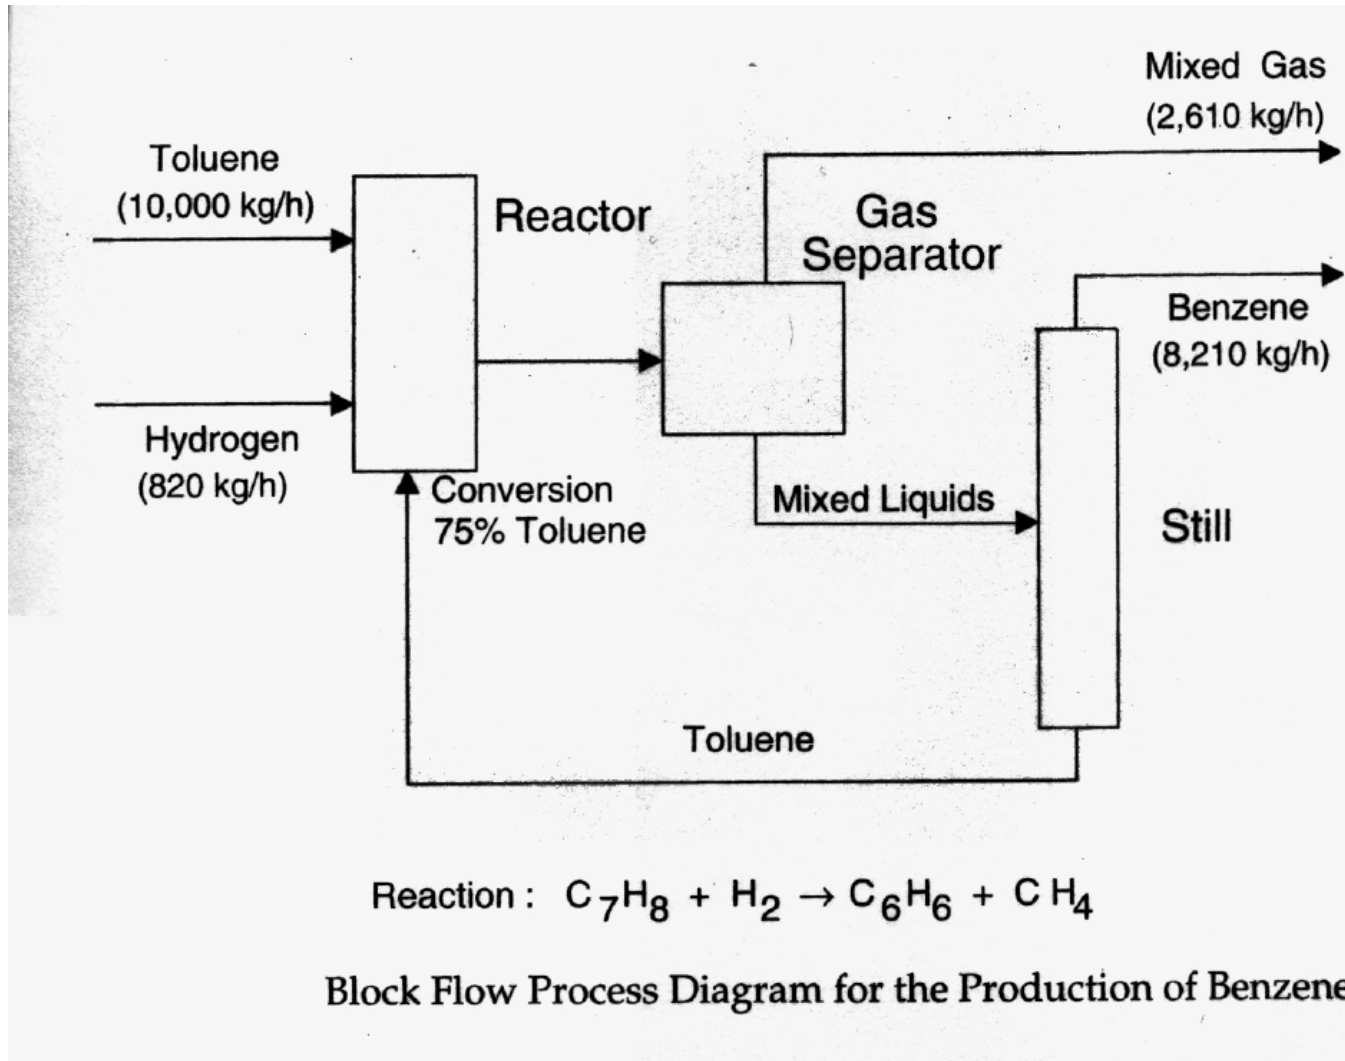 Mixed Gas
(2,610 kg/h)
Toluene
(10,000 kg/h)
Reactor
Gas
Separator
Benzene
(8,210 kg/h)
Hydrogen
(820 kg/h)
Conversion
75% Toluene
Mixed Liquids
Still
Toluene
Reaction : C7H8 + H2 → C6H6 + CH4
Block Flow Process Diagram for the Production of Benzene